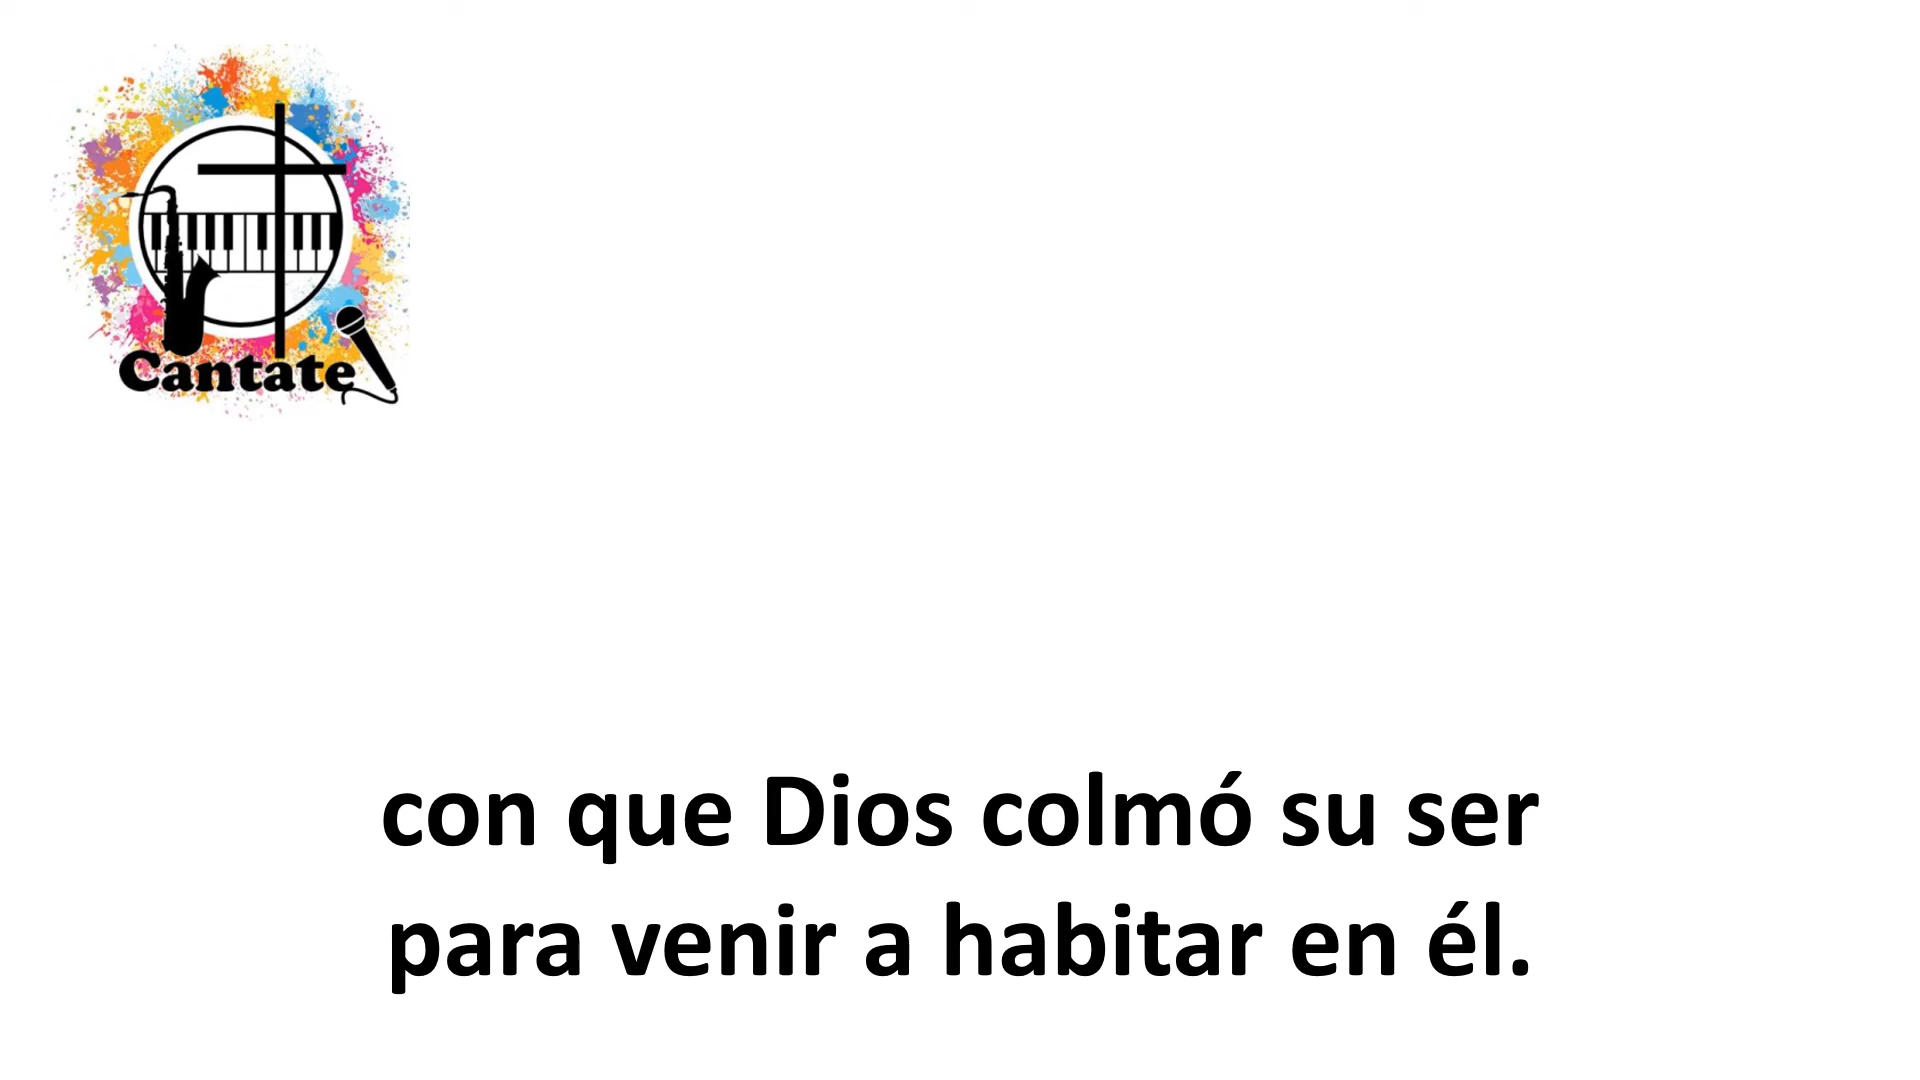 Cantate
con que Dios colmó su ser
para venir a habitar en él.